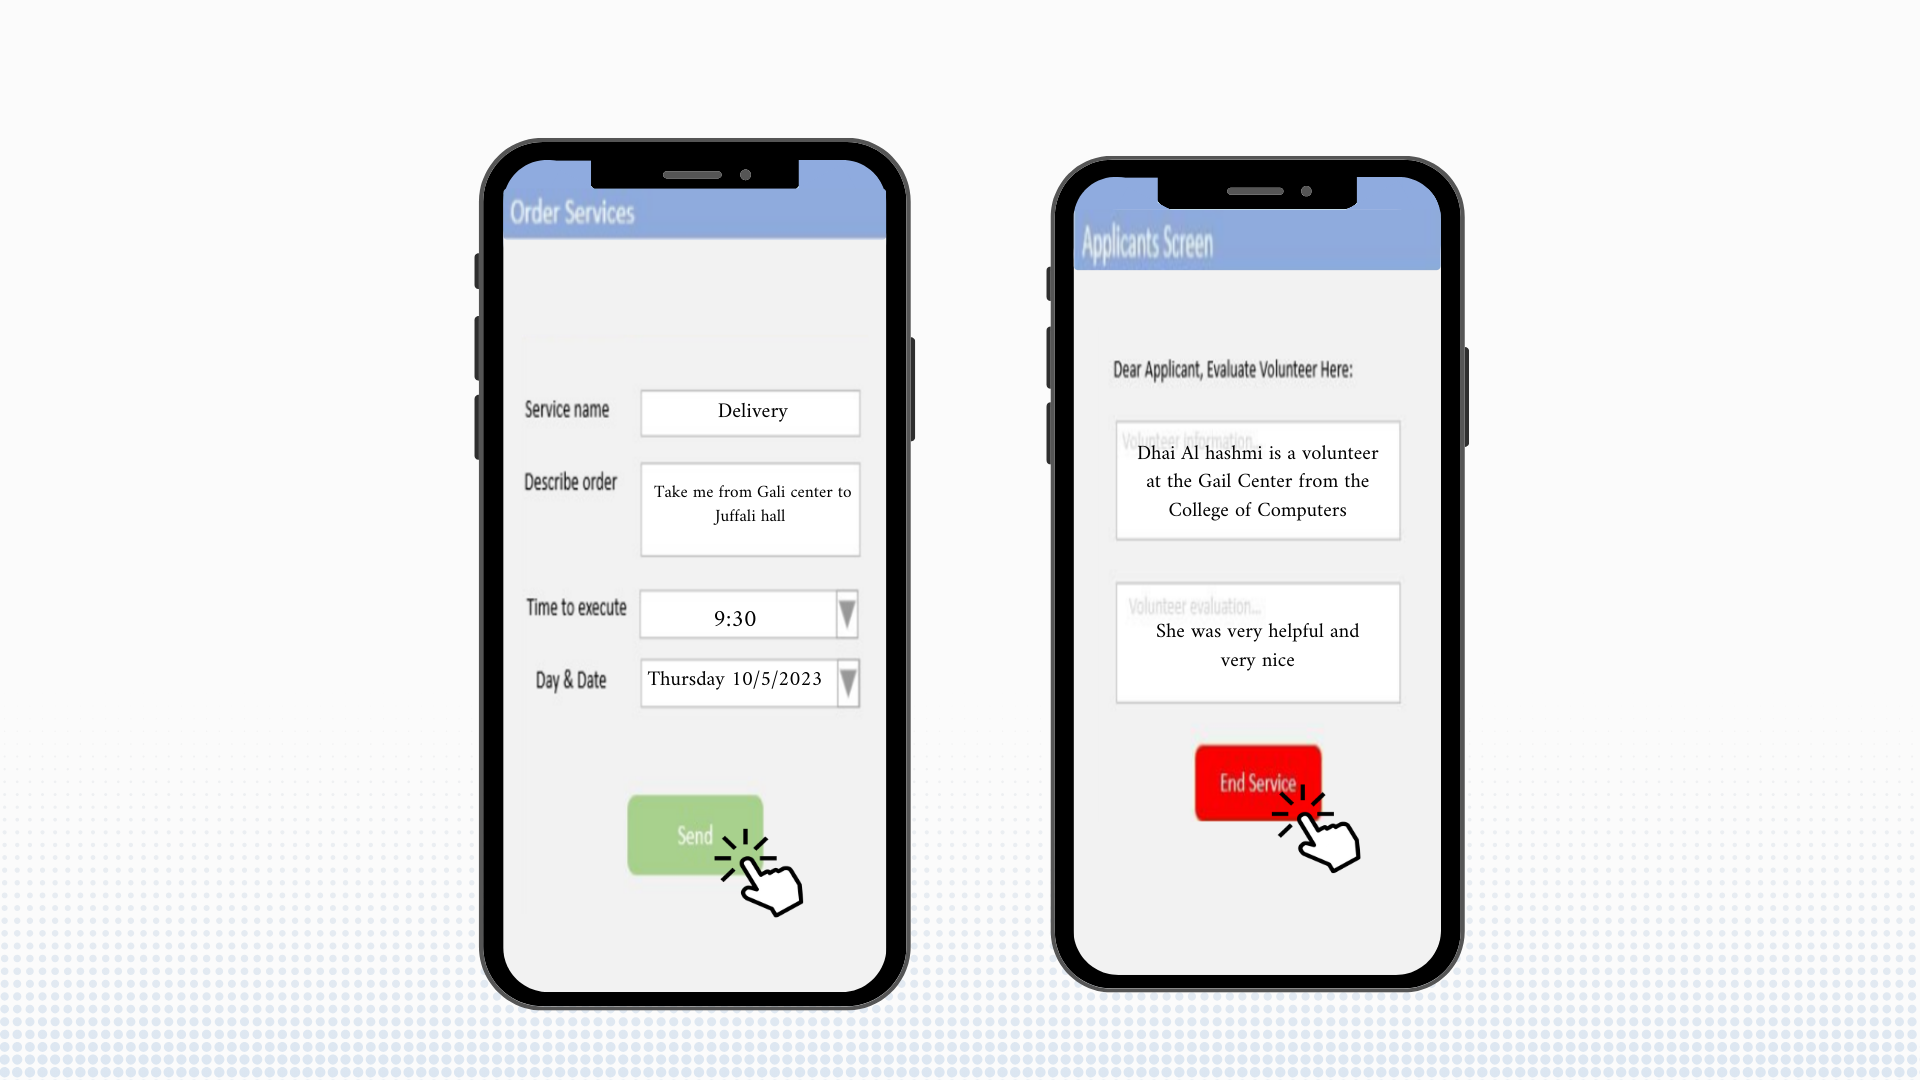 Order Services
Service name
Delivery
Describe order
Take me from Gali center to
Juffali hall
Time to execute
9:30
Day & Date
Thursday 10/5/2023
Send
Applicants Screen
Dear Applicant, Evaluate Volunteer Here:
Volunteer information...
Dhai Al hashmi is a volunteer
at the Gail Center from the
College of Computers
Volunteer evaluation...
She was very helpful and
very nice
End Service